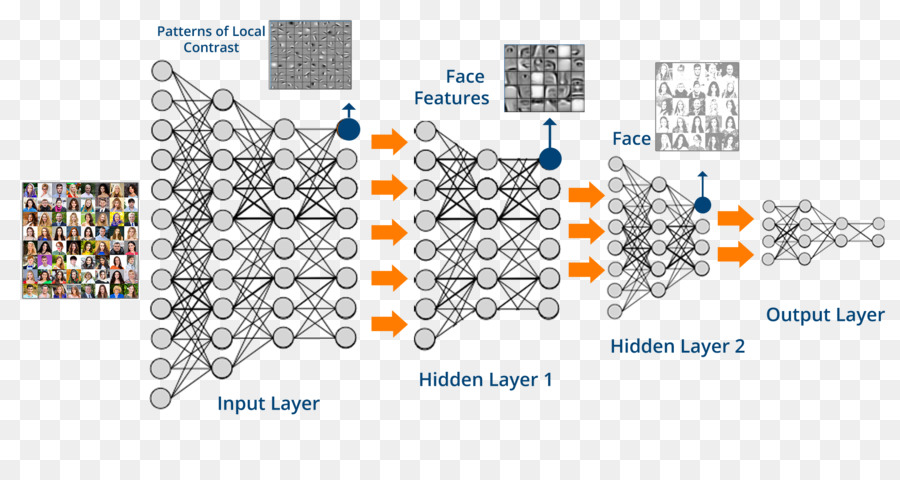 Patterns of Local
Contrast
Face
Features
Face
Input Layer
Hidden Layer 1
Hidden Layer 2
Output Layer